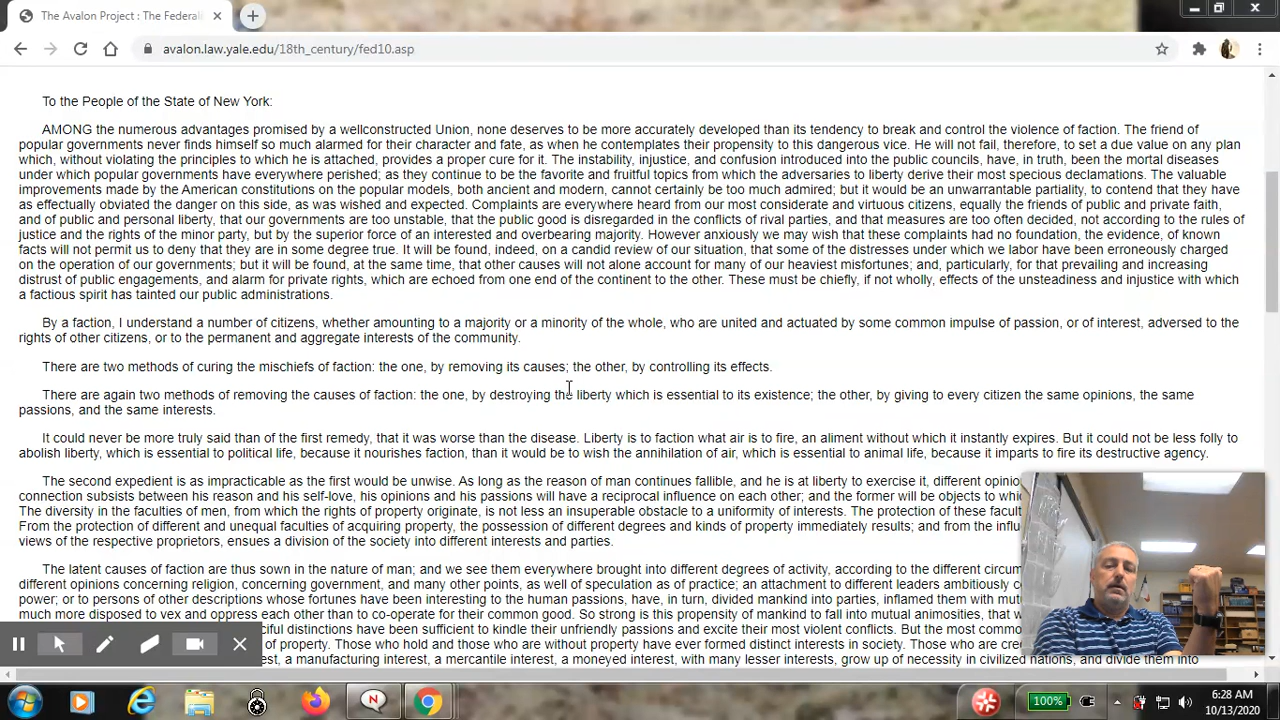 The Avalon Project : The Federali
avalon.law.yale.edu/18th_century/fed10.asp
To the People of the State of New York:
AMONG the numerous advantages promised by a wellconstructed Union, none deserves to be more accurately developed than its tendency to break and control the violence of faction. The friend of
popular governments never finds himself so much alarmed for their character and fate, as when he contemplates their propensity to this dangerous vice. He will not fail, therefore, to set a due value on any plan
which, without violating the principles to which he is attached, provides a proper cure for it. The instability, injustice, and confusion introduced into the public councils, have, in truth, been the mortal diseases
under which popular governments have everywhere perished; as they continue to be the favorite and fruitful topics from which the adversaries to liberty derive their most specious declamations. The valuable
improvements made by the American constitutions on the popular models, both ancient and modern, cannot certainly be too much admired; but it would be an unwarrantable partiality, to contend that they have
as effectually obviated the danger on this side, as was wished and expected. Complaints are everywhere heard from our most considerate and virtuous citizens, equally the friends of public and private faith,
and of public and personal liberty, that our governments are too unstable, that the public good is disregarded in the conflicts of rival parties, and that measures are too often decided, not according to the rules of
justice and the rights of the minor party, but by the superior force of an interested and overbearing majority. However anxiously we may wish that these complaints had no foundation, the evidence, of known
facts will not permit us to deny that they are in some degree true. It will be found, indeed, on a candid review of our situation, that some of the distresses under which we labor have been erroneously charged
on the operation of our governments; but it will be found, at the same time, that other causes will not alone account for many of our heaviest misfortunes; and, particularly, for that prevailing and increasing
distrust of public engagements, and alarm for private rights, which are echoed from one end of the continent to the other. These must be chiefly, if not wholly, effects of the unsteadiness and injustice with which
a factious spirit has tainted our public administrations.
By a faction, I understand a number of citizens, whether amounting to a majority or a minority of the whole, who are united and actuated by some common impulse of passion, or of interest, adversed to the
rights of other citizens, or to the permanent and aggregate interests of the community.
There are two methods of curing the mischiefs of faction: the one, by removing its causes; the other, by controlling its effects.
There are again two methods of removing the causes of faction: the one, by destroying the liberty which is essential to its existence; the other, by giving to every citizen the same opinions, the same
passions, and the same interests.
It could never be more truly said than of the first remedy, that it was worse than the disease. Liberty is to faction what air is to fire, an aliment without which it instantly expires. But it could not be less folly to
abolish liberty, which is essential to political life, because it nourishes faction, than it would be to wish the annihilation of air, which is essential to animal life, because it imparts to fire its destructive agency.
The second expedient is as impracticable as the first would be unwise. As long as the reason of man continues fallible, and he is at liberty to exercise it, different opinio
connection subsists between his reason and his self-love, his opinions and his passions will have a reciprocal influence on each other; and the former will be objects to whi
The diversity in the faculties of men, from which the rights of property originate, is not less an insuperable obstacle to a uniformity of interests. The protection of these facult
From the protection of different and unequal faculties of acquiring property, the possession of different degrees and kinds of property immediately results; and from the influ
views of the respective proprietors, ensues a division of the society into different interests and parties.
The latent causes of faction are thus sown in the nature of man; and we see them everywhere brought into different degrees of activity, according to the different circum
different opinions concerning religion, concerning government, and many other points, as well of speculation as of practice; an attachment to different leaders ambitiously c
power; or to persons of other descriptions whose fortunes have been interesting to the human passions, have, in turn, divided mankind into parties, inflamed them with mut
much more disposed to vex and oppress each other than to co-operate for their common good. So strong is this propensity of mankind to fall into mutual animosities, that w
ciful distinctions have been sufficient to kindle their unfriendly passions and excite their most violent conflicts. But the most commo
of property. Those who hold and those who are without property have ever formed distinct interests in society. Those who are cred
est, a manufacturing interest, a mercantile interest, a moneyed interest, with many lesser interests, grow up of necessity in civilized nations, and divide them into
100%
6:28 AM
10/13/2020